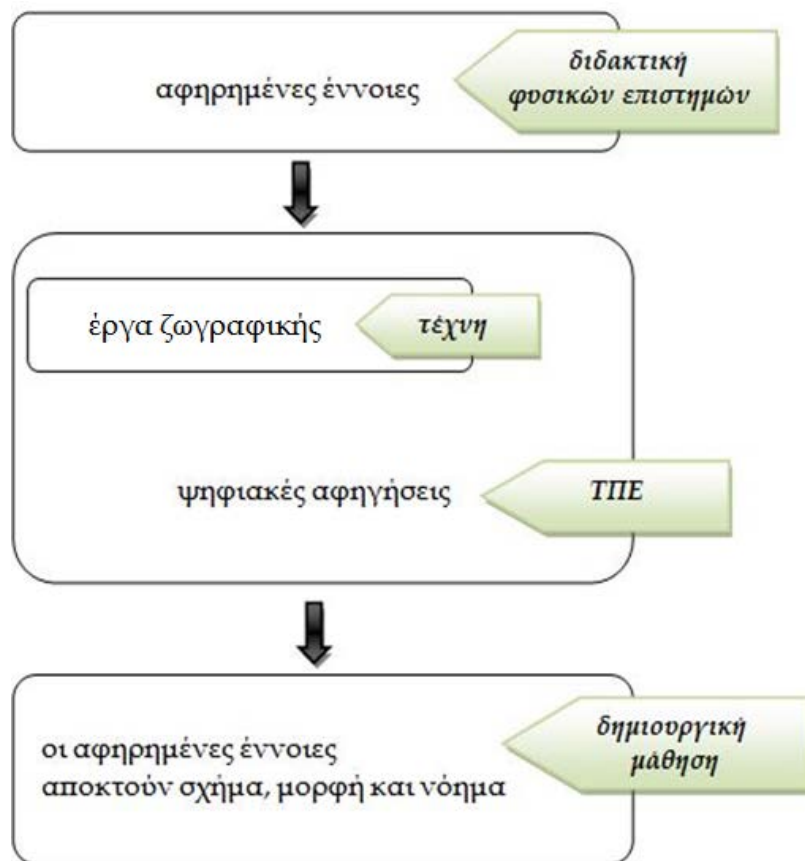 αφηρημένες έννοιες
διδακτική
φυσικών επιστημών
έργα ζωγραφικής
τέχνη
ψηφιακές αφηγήσεις
ΤΠΕ
οι αφηρημένες έννοιες
αποκτούν σχήμα, μορφή και νόημα
δημιουργική
μάθηση